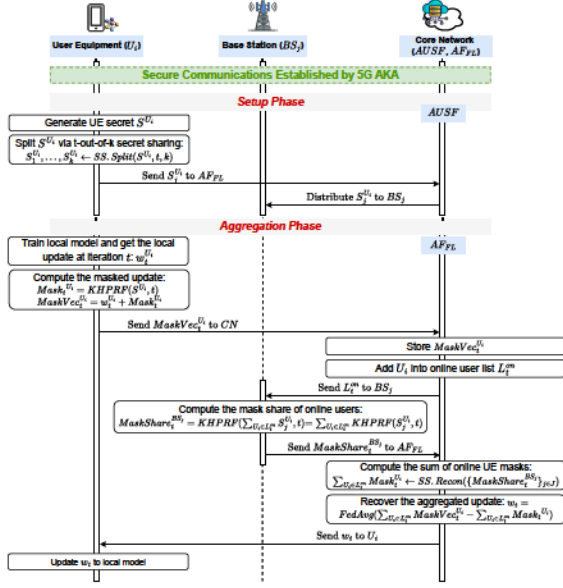 User Equipment (U_i)
Base Station (BS_j)
Core Network
(AUSF, AF_FL)
Secure Communications Established by 5G AKA
Setup Phase
AUSF
Generate UE secret S^{U_i}
Split S^{U_i} via t-out-of-k secret sharing:
S_1^{U_i}, ..., S_k^{U_i} ← SS.Split(S^{U_i}, t, k)
Send S_i^{U_i} to AF_FL
Distribute S_j^{U_i} to BS_j
Aggregation Phase
AF_FL
Train local model and get the local
update at iteration t: w_t^{U_i}
Compute the masked update:
Mask_t^{U_i} = KHPRF(S^{U_i}, t)
MaskVec_t^{U_i} = w_t^{U_i} + Mask_t^{U_i}
Send MaskVec_t^{U_i} to CN
Store MaskVec_t^{U_i}
Add U_i into online user list L_t^{on}
Send L_t^{on} to BS_j
Compute the mask share of online users:
MaskShare_t^{BS_j} = KHPRF(∑_{U_i∈L_t^{on}} S_j^{U_i}, t) = ∑_{U_i∈L_t^{on}} KHPRF(S_j^{U_i}, t)
Send MaskShare_t^{BS_j} to AF_FL
Compute the sum of online UE masks:
∑_{U_i∈L_t^{on}} Mask_t^{U_i} ← SS.Recon({MaskShare_t^{BS_j}}_{j∈J})
Recover the aggregated update: w_t =
FedAvg(∑_{U_i∈L_t^{on}} MaskVec_t^{U_i} − ∑_{U_i∈L_t^{on}} Mask_t^{U_i})
Send w_t to U_i
Update w_t to local model